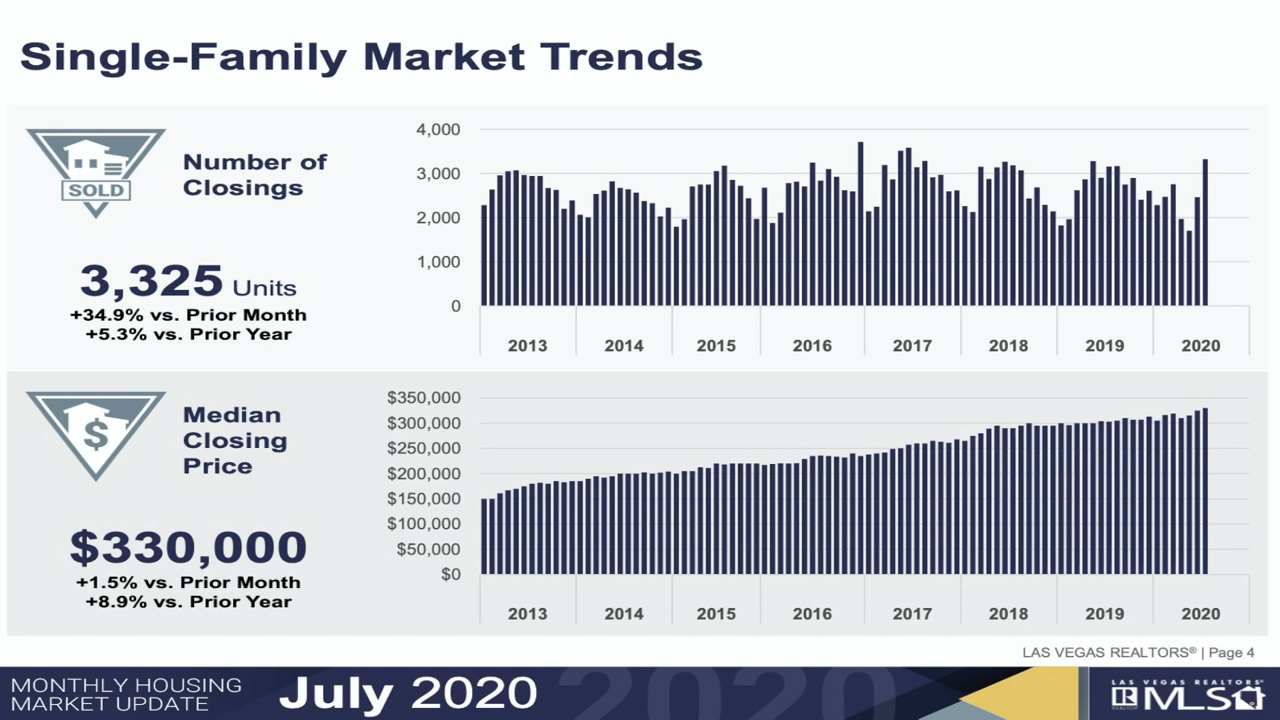 Single-Family Market Trends
SOLD
Number of
Closings
3,325 Units
+34.9% vs. Prior Month
+5.3% vs. Prior Year
4,000
3,000
2,000
1,000
0
2013 2014 2015 2016 2017 2018 2019 2020
$
Median
Closing
Price
$330,000
+1.5% vs. Prior Month
+8.9% vs. Prior Year
$350,000
$300,000
$250,000
$200,000
$150,000
$100,000
$50,000
$0
2013 2014 2015 2016 2017 2018 2019 2020
LAS VEGAS REALTORS® | Page 4
MONTHLY HOUSING
MARKET UPDATE
July 2020
2020
LAS VEGAS REALTORS®
R MLS
REALTOR